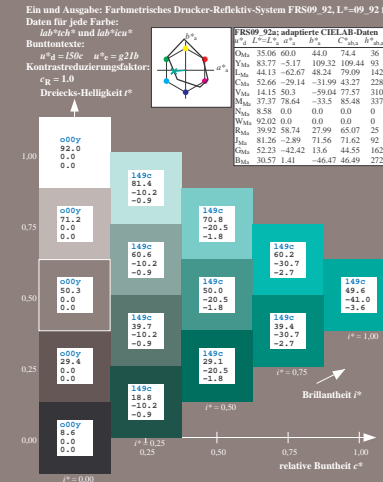 Ein und Ausgabe: Farbmetrisches Drucker-Reflektiv-System FRS09_92, L*=09_92
Daten für jede Farbe:
lab*tch* und lab*icu*
Bunttontexte:
u*d = l50c u*e = g21b
Kontrastreduzierungsfaktor:
cR = 1.0
Dreiecks-Helligkeit t*
b*a
a*a
FRS09_92a; adaptierte CIELAB-Daten
u*d L*=L*a a*a b*a C*ab,a h*ab,a
OMa 35.06 60.0 44.0 74.4 36
YMa 83.77 -5.17 109.32 109.44 93
LMa 44.13 -62.67 48.24 79.09 142
CMa 52.66 -29.14 -31.99 43.27 228
VMa 14.15 50.3 -59.04 77.57 310
MMa 37.37 78.64 -33.5 85.48 337
NMa 8.58 0.0 0.0 0.0 0
WMa 92.02 0.0 0.0 0.0 0
RMa 39.92 58.74 27.99 65.07 25
JMa 81.26 -2.89 71.56 71.62 92
GMa 52.23 -42.42 13.6 44.55 162
BMa 30.57 1.41 -46.47 46.49 272
o00y
92.0
0.0
0.0
1,00
149c
81.4
-10.2
-0.9
o00y
71.2
0.0
0.0
149c
70.8
-20.5
-1.8
0,75
149c
60.6
-10.2
-0.9
149c
60.2
-30.7
-2.7
o00y
50.3
0.0
0.0
149c
50.0
-20.5
-1.8
149c
49.6
-41.0
-3.6
0,50
149c
39.7
-10.2
-0.9
149c
39.4
-30.7
-2.7
i* = 1,00
o00y
29.4
0.0
0.0
149c
29.1
-20.5
-1.8
i* = 0,75
0,25
149c
18.8
-10.2
-0.9
Brillantheit i*
i* = 0,50
o00y
8.6
0.0
0.0
0,00
i* = 0,25
0,25 0,50 0,75 1,00
relative Buntheit c*
i* = 0,00